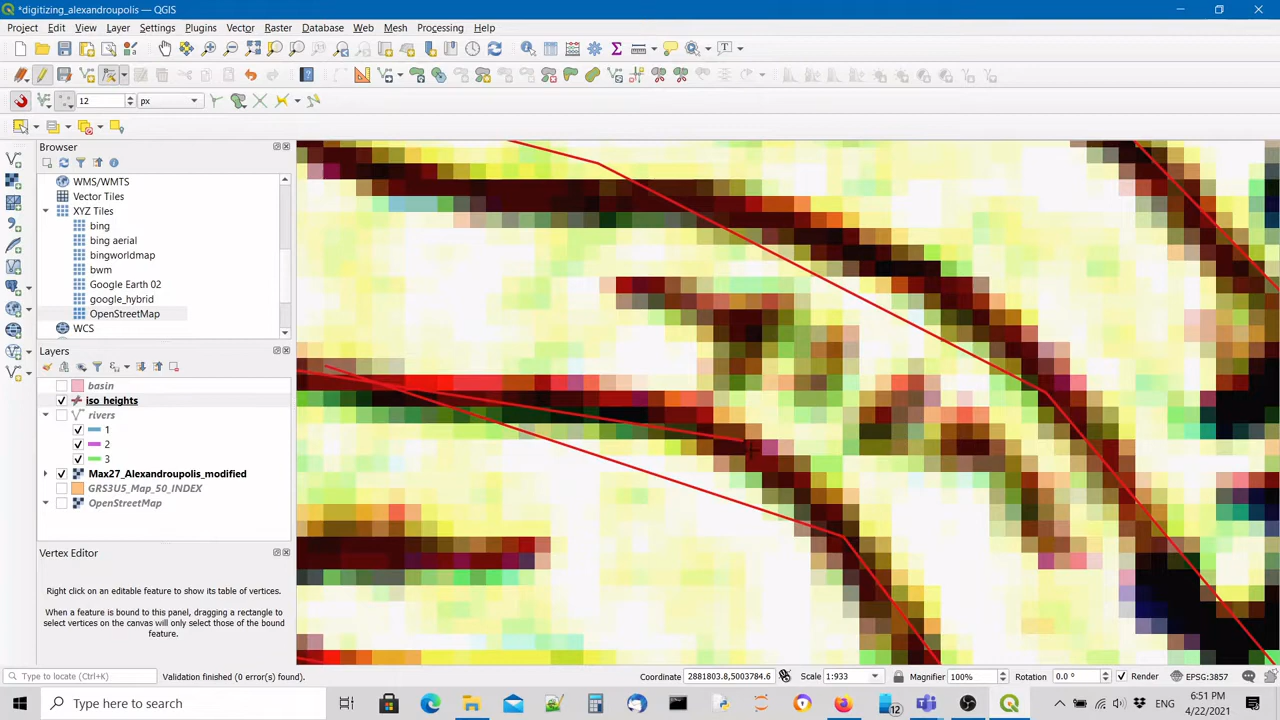 *digitizing_alexandroupolis — QGIS
Project Edit View Layer Settings Plugins Vector Raster Database Web Mesh Processing Help
12 px
Browser
WMS/WMTS
Vector Tiles
XYZ Tiles
bing
bing aerial
bingworldmap
bwm
Google Earth 02
google_hybrid
OpenStreetMap
WCS
Layers
basin
iso_heights
rivers
1
2
3
Max27_Alexandroupolis_modified
GRS3U5_Map_50_INDEX
OpenStreetMap
Vertex Editor
Right click on an editable feature to show its table of vertices.
When a feature is bound to this panel, dragging a rectangle to
select vertices on the canvas will only select those of the bound
feature.
Type to locate (Ctrl+K) Validation finished (0 error(s) found). Coordinate 2881803.8,5003784.6 Scale 1:933 Magnifier 100% Rotation 0.0 ° Render EPSG:3857
Type here to search 12 ENG 6:51 PM
4/22/2021